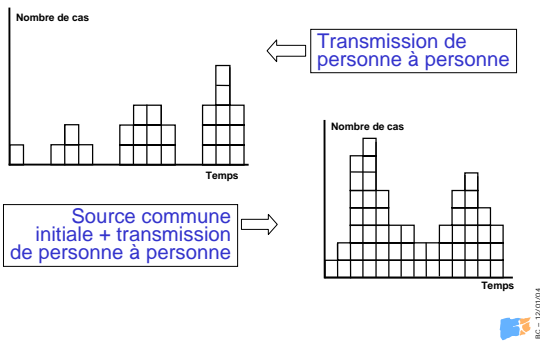 Nombre de cas
Transmission de
personne à personne
Temps
Nombre de cas
Source commune
initiale + transmission
de personne à personne
Temps
BC – 12/01/04